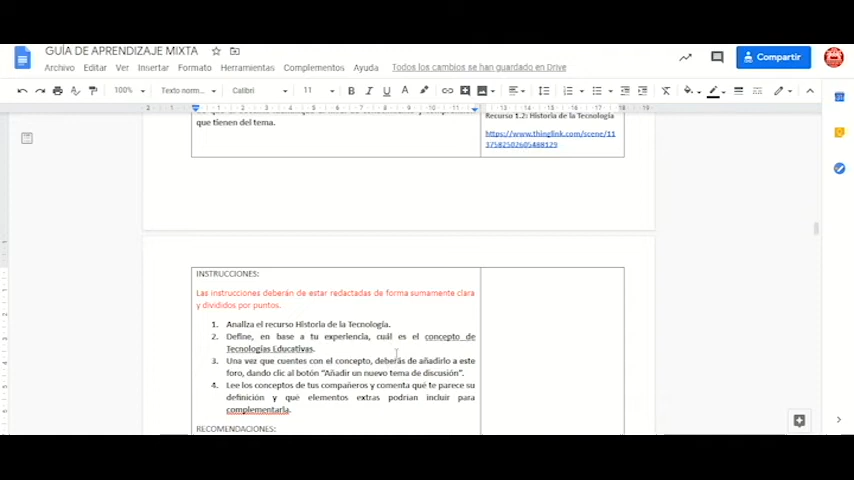 GUÍA DE APRENDIZAJE MIXTA
Archivo Editar Ver Insertar Formato Herramientas Complementos Ayuda Todos los cambios se han guardado en Drive
Compartir
100% Texto norm... Calibri 11
que tienen del tema.
Recurso 1.2: Historia de la Tecnología
https://www.thinglink.com/scene/11
37582502605488129
INSTRUCCIONES:
Las instrucciones deberán de estar redactadas de forma sumamente clara
y divididos por puntos.
1. Analiza el recurso Historia de la Tecnología.
2. Define, en base a tu experiencia, cuál es el concepto de
Tecnologías Educativas.
3. Una vez que cuentes con el concepto, deberás de añadirlo a este
foro, dando clic al botón "Añadir un nuevo tema de discusión".
4. Lee los conceptos de tus compañeros y comenta qué te parece su
definición y qué elementos extras podrían incluir para
complementarla.
RECOMENDACIONES: